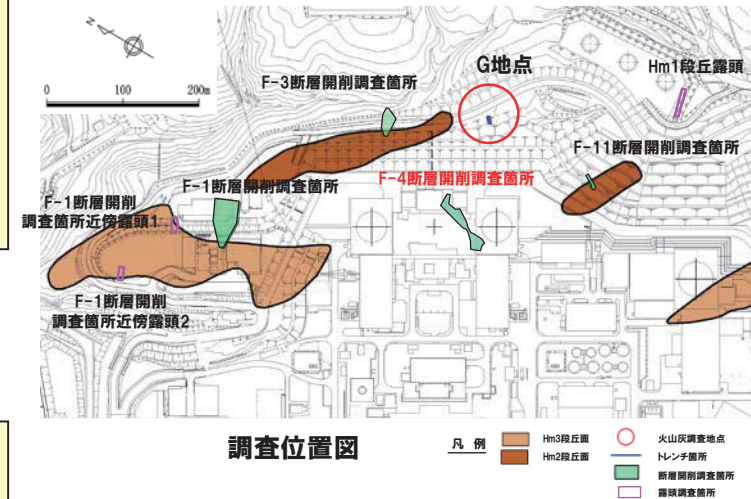 N
0 100 200m
F-3断層開削調査箇所
G地点
Hm1段丘露頭
F-11断層開削調査箇所
F-1断層開削調査箇所
F-4断層開削調査箇所
F-1断層開削
調査箇所近傍露頭1
F-1断層開削
調査箇所近傍露頭2
調査位置図
凡 例
Hm3段丘面
Hm2段丘面
火山灰調査地点
トレンチ箇所
断層開削調査箇所
露頭調査箇所